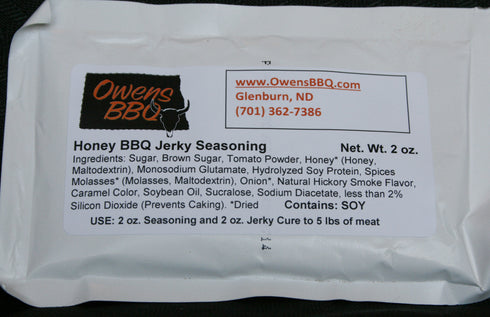 Owens
BBQ
www.OwensBBQ.com
Glenburn, ND
(701) 362-7386
Honey BBQ Jerky Seasoning Net. Wt. 2 oz.
Ingredients: Sugar, Brown Sugar, Tomato Powder, Honey* (Honey,
Maltodextrin), Monosodium Glutamate, Hydrolyzed Soy Protein, Spices
Molasses* (Molasses, Maltodextrin), Onion*, Natural Hickory Smoke Flavor,
Caramel Color, Soybean Oil, Sucralose, Sodium Diacetate, less than 2%
Silicon Dioxide (Prevents Caking). *Dried Contains: SOY
USE: 2 oz. Seasoning and 2 oz. Jerky Cure to 5 lbs of meat